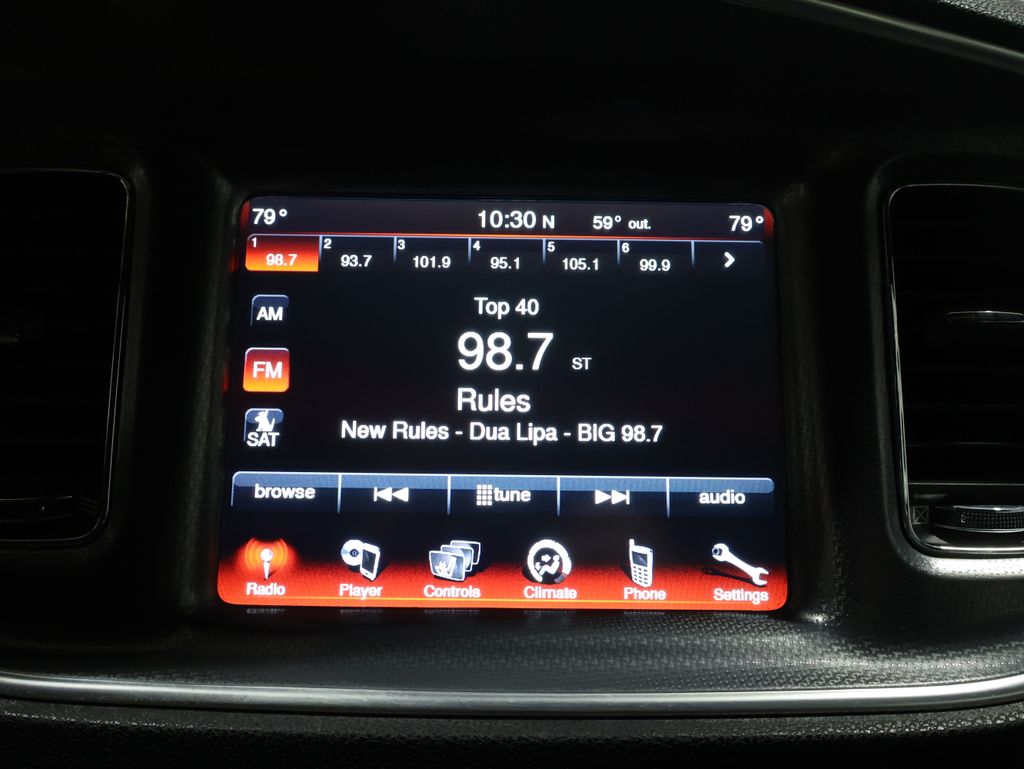 79° 10:30 N 59° out. 79°
1 2 3 4 5 6
98.7 93.7 101.9 95.1 105.1 99.9
AM
Top 40
98.7 ST
FM
Rules
New Rules - Dua Lipa - BIG 98.7
SAT
browse tune audio
Radio Player Controls Climate Phone Settings